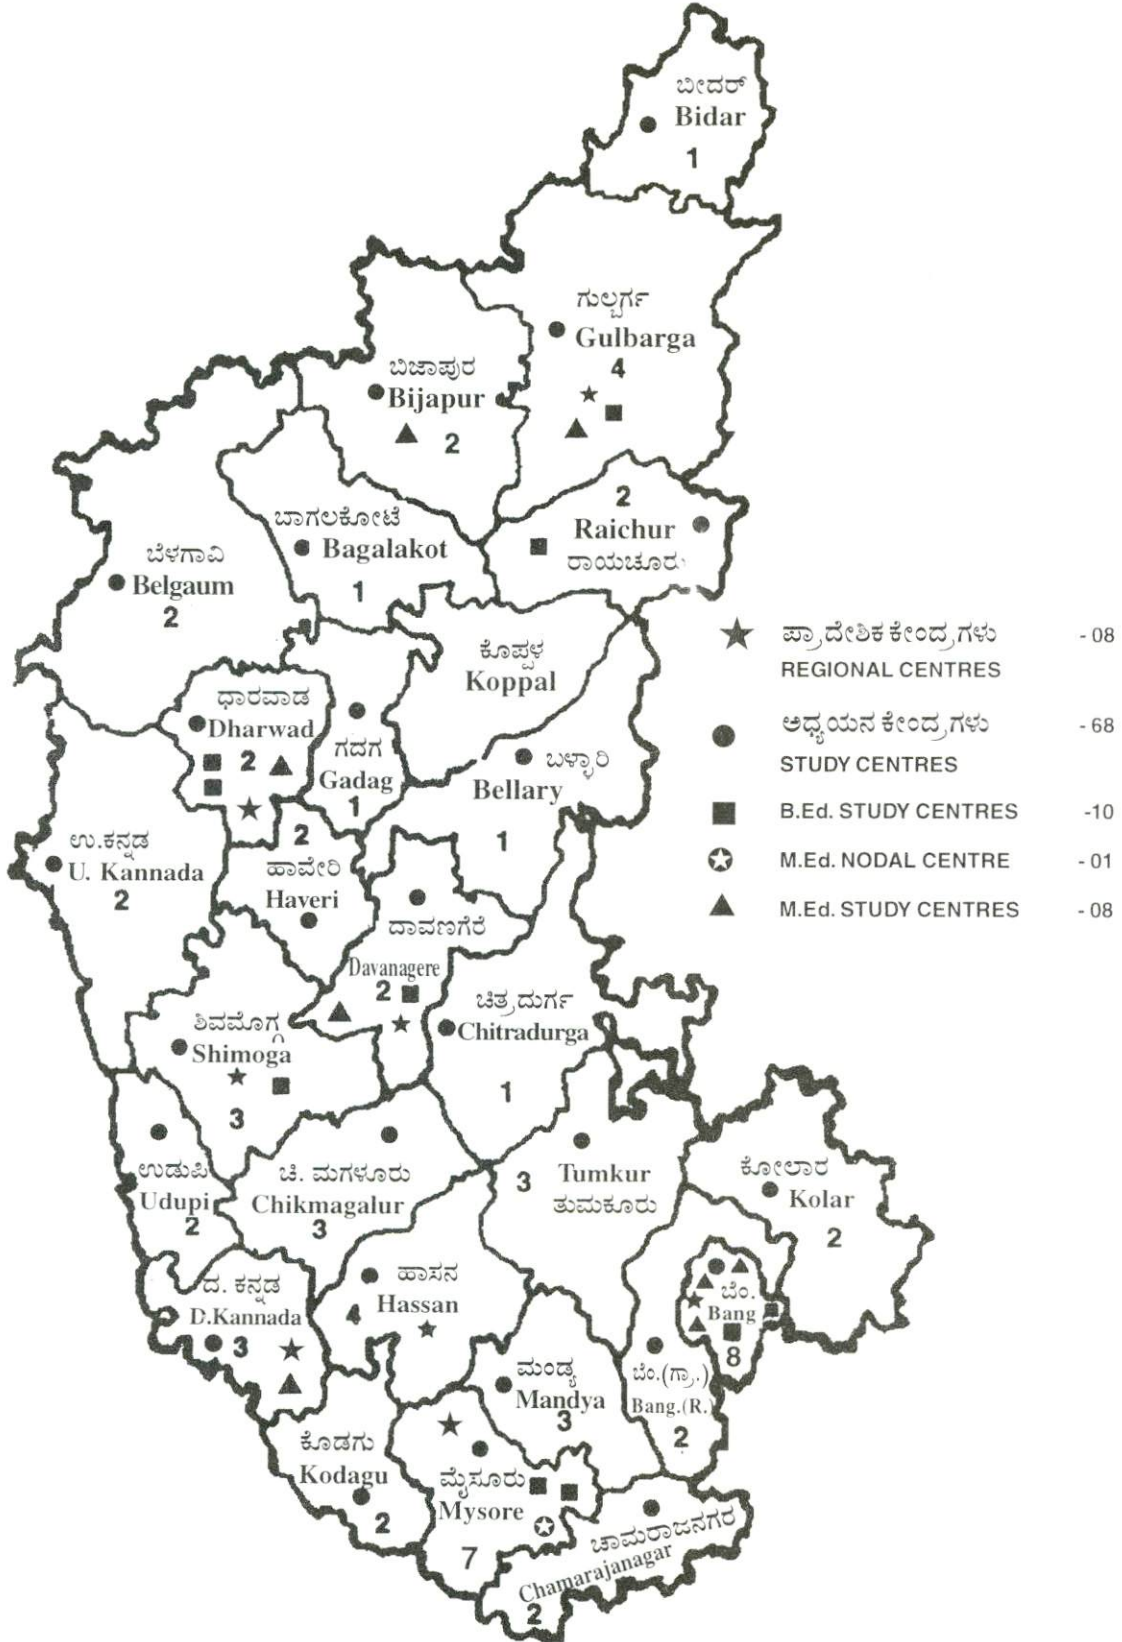 ಬೀದರ್
Bidar
1
ಗುಲ್ಬರ್ಗ
Gulbarga
4
ಬಿಜಾಪುರ
Bijapur
2
2
Raichur
ರಾಯಚೂರು
ಬಾಗಲಕೋಟೆ
Bagalakot
1
ಬೆಳಗಾವಿ
Belgaum
2
ಕೊಪ್ಪಳ
Koppal
ಧಾರವಾಡ
Dharwad
2
ಗದಗ
Gadag
1
ಬಳ್ಳಾರಿ
Bellary
1
ಉ.ಕನ್ನಡ
U. Kannada
2
2
ಹಾವೇರಿ
Haveri
ದಾವಣಗೆರೆ
Davanagere
2
ಚಿತ್ರದುರ್ಗ
Chitradurga
1
ಶಿವಮೊಗ್ಗ
Shimoga
3
ಉಡುಪಿ
Udupi
2
ಚಿ. ಮಗಳೂರು
Chikmagalur
3
3
Tumkur
ತುಮಕೂರು
ಕೋಲಾರ
Kolar
2
ದ. ಕನ್ನಡ
D.Kannada
3
ಹಾಸನ
Hassan
4
ಬೆಂ.
Bang
8
ಮಂಡ್ಯ
Mandya
3
ಬೆಂ.(ಗ್ರಾ.)
Bang.(R.)
2
ಕೊಡಗು
Kodagu
2
ಮೈಸೂರು
Mysore
7
ಚಾಮರಾಜನಗರ
Chamarajanagar
2
ಪ್ರಾದೇಶಿಕ ಕೇಂದ್ರಗಳು - 08
REGIONAL CENTRES
ಅಧ್ಯಯನ ಕೇಂದ್ರಗಳು -68
STUDY CENTRES
B.Ed. STUDY CENTRES -10
M.Ed. NODAL CENTRE - 01
M.Ed. STUDY CENTRES - 08